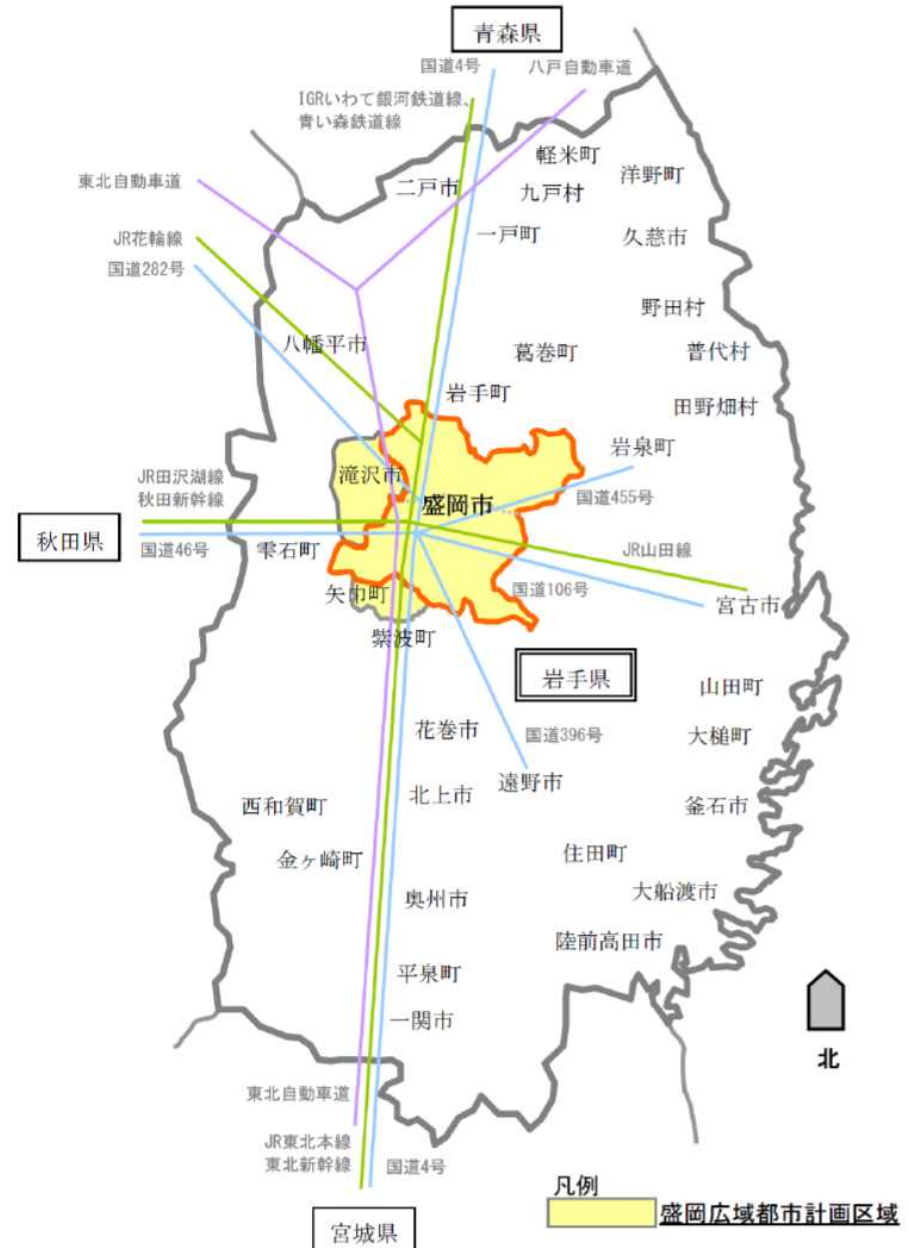 青森県
国道4号
八戸自動車道
IGRいわて銀河鉄道線、
青い森鉄道線
軽米町
洋野町
東北自動車道
二戸市
九戸村
一戸町
久慈市
JR花輪線
国道282号
野田村
八幡平市
葛巻町
普代村
岩手町
田野畑村
岩泉町
滝沢市
JR田沢湖線
秋田新幹線
盛岡市
国道455号
秋田県
国道46号
雫石町
JR山田線
国道106号
矢巾町
宮古市
紫波町
岩手県
山田町
花巻市
国道396号
大槌町
遠野市
北上市
西和賀町
釜石市
金ヶ崎町
住田町
大船渡市
奥州市
陸前高田市
平泉町
一関市
北
東北自動車道
JR東北本線
東北新幹線
国道4号
凡例
盛岡広域都市計画区域
宮城県